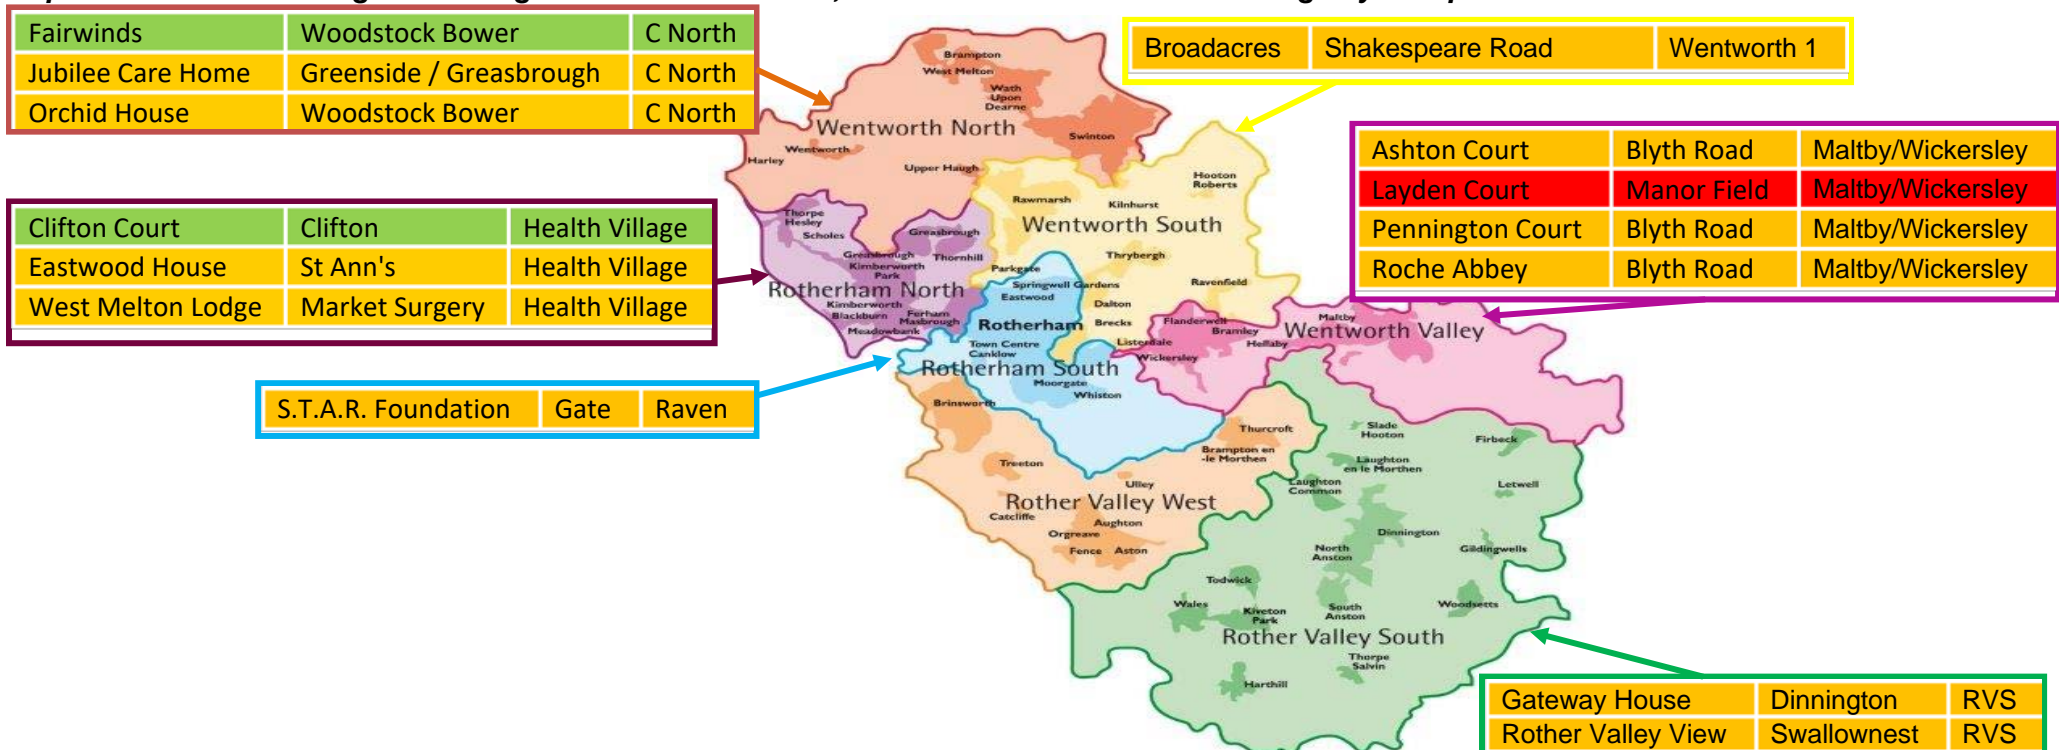 Fairwinds Woodstock Bower C North
Jubilee Care Home Greenside / Greasbrough C North
Orchid House Woodstock Bower C North
Broadacres Shakespeare Road Wentworth 1
Ashton Court Blyth Road Maltby/Wickersley
Layden Court Manor Field Maltby/Wickersley
Pennington Court Blyth Road Maltby/Wickersley
Roche Abbey Blyth Road Maltby/Wickersley
Clifton Court Clifton Health Village
Eastwood House St Ann's Health Village
West Melton Lodge Market Surgery Health Village
S.T.A.R. Foundation Gate Raven
Brampton
West Melton
Wath
Upon
Dearne
Wentworth North
Swinton
Wentworth
Harley
Upper Haugh
Hooton
Roberts
Rawmarsh
Kilnhurst
Wentworth South
Thorpe
Hesley
Scholes
Greasbrough
Greasbrough
Kimberworth
Park
Thornhill
Rotherham North
Kimberworth
Blackburn
Ferham
Masbrough
Meadowbank
Parkgate
Thrybergh
Springwell Gardens
Eastwood
Ravenfield
Dalton
Rotherham
Brecks
Town Centre
Canklow
Listerdale
Rotherham South
Moorgate
Whiston
Flanderwell
Bramley
Maltby
Wentworth Valley
Hellaby
Wickersley
Brinsworth
Thurcroft
Brampton en
-le Morthen
Treeton
Ulley
Rother Valley West
Catcliffe
Aughton
Orgreave
Fence
Aston
Slade
Hooton
Firbeck
Laughton
en le Morthen
Laughton
Common
Letwell
Dinnington
North
Anston
Gildingwells
Todwick
Wales
Kiveton
Park
South
Anston
Woodsetts
Rother Valley South
Thorpe
Salvin
Harthill
Gateway House Dinnington RVS
Rother Valley View Swallownest RVS